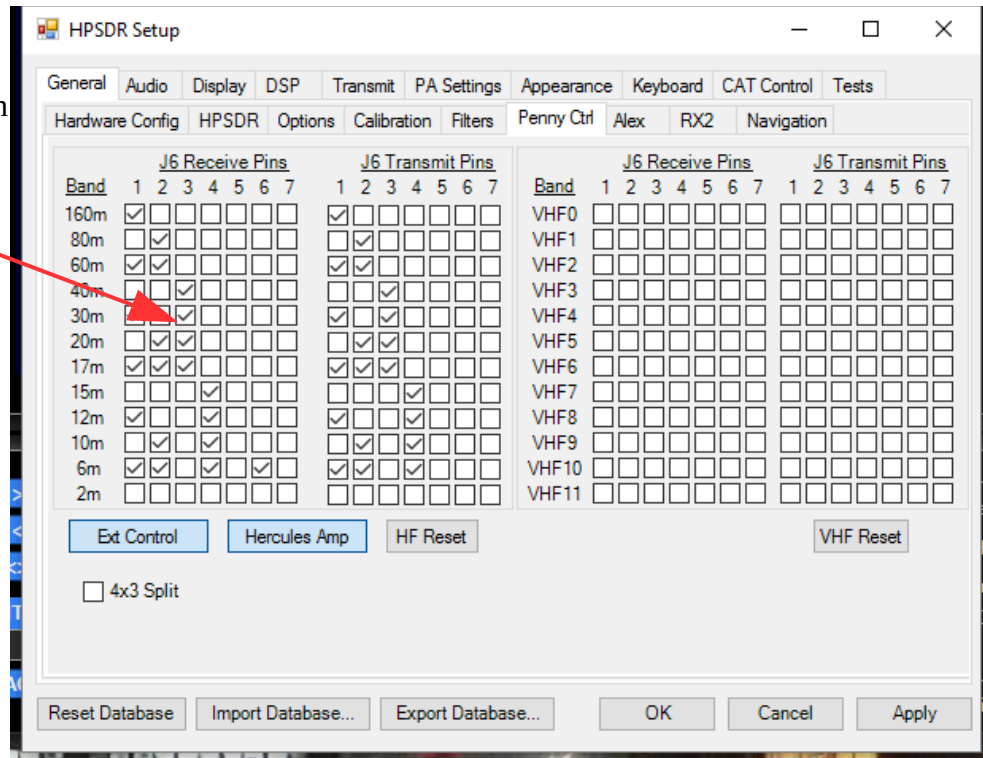 HPSDR Setup
General Audio Display DSP Transmit PA Settings Appearance Keyboard CAT Control Tests
Hardware Config HPSDR Options Calibration Filters Penny Ctrl Alex RX2 Navigation
J6 Receive Pins J6 Transmit Pins J6 Receive Pins J6 Transmit Pins
Band 1 2 3 4 5 6 7 1 2 3 4 5 6 7 Band 1 2 3 4 5 6 7 1 2 3 4 5 6 7
160m VHF0
80m VHF1
60m VHF2
40m VHF3
30m VHF4
20m VHF5
17m VHF6
15m VHF7
12m VHF8
10m VHF9
6m VHF10
2m VHF11
Ext Control Hercules Amp HF Reset VHF Reset
4x3 Split
Reset Database Import Database... Export Database... OK Cancel Apply